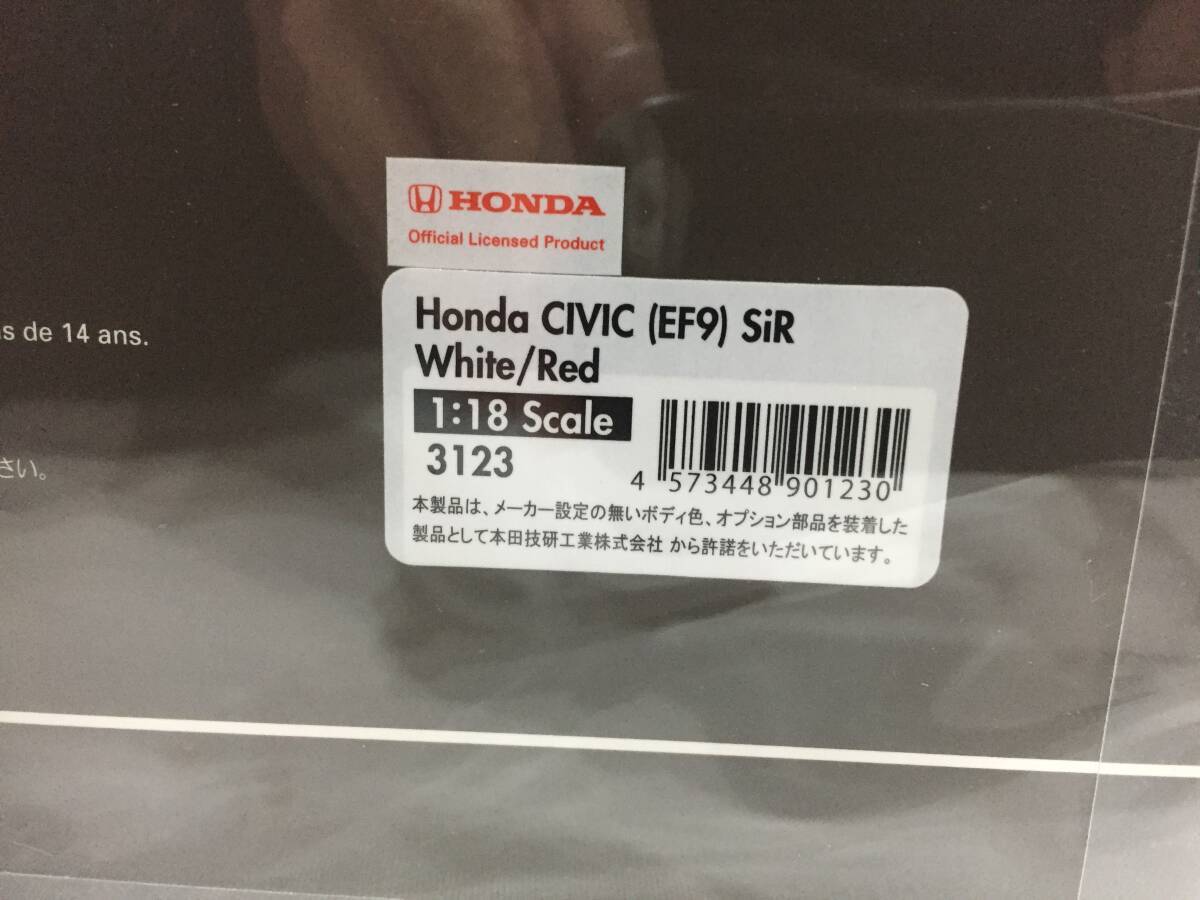 HONDA
Official Licensed Product
Honda CIVIC (EF9) SiR
White/Red
1:18 Scale
3123
4 573448 901230
本製品は、メーカー設定の無いボディ色、オプション部品を装着した
製品として本田技研工業株式会社 から許諾をいただいています。
s de 14 ans.
さい。